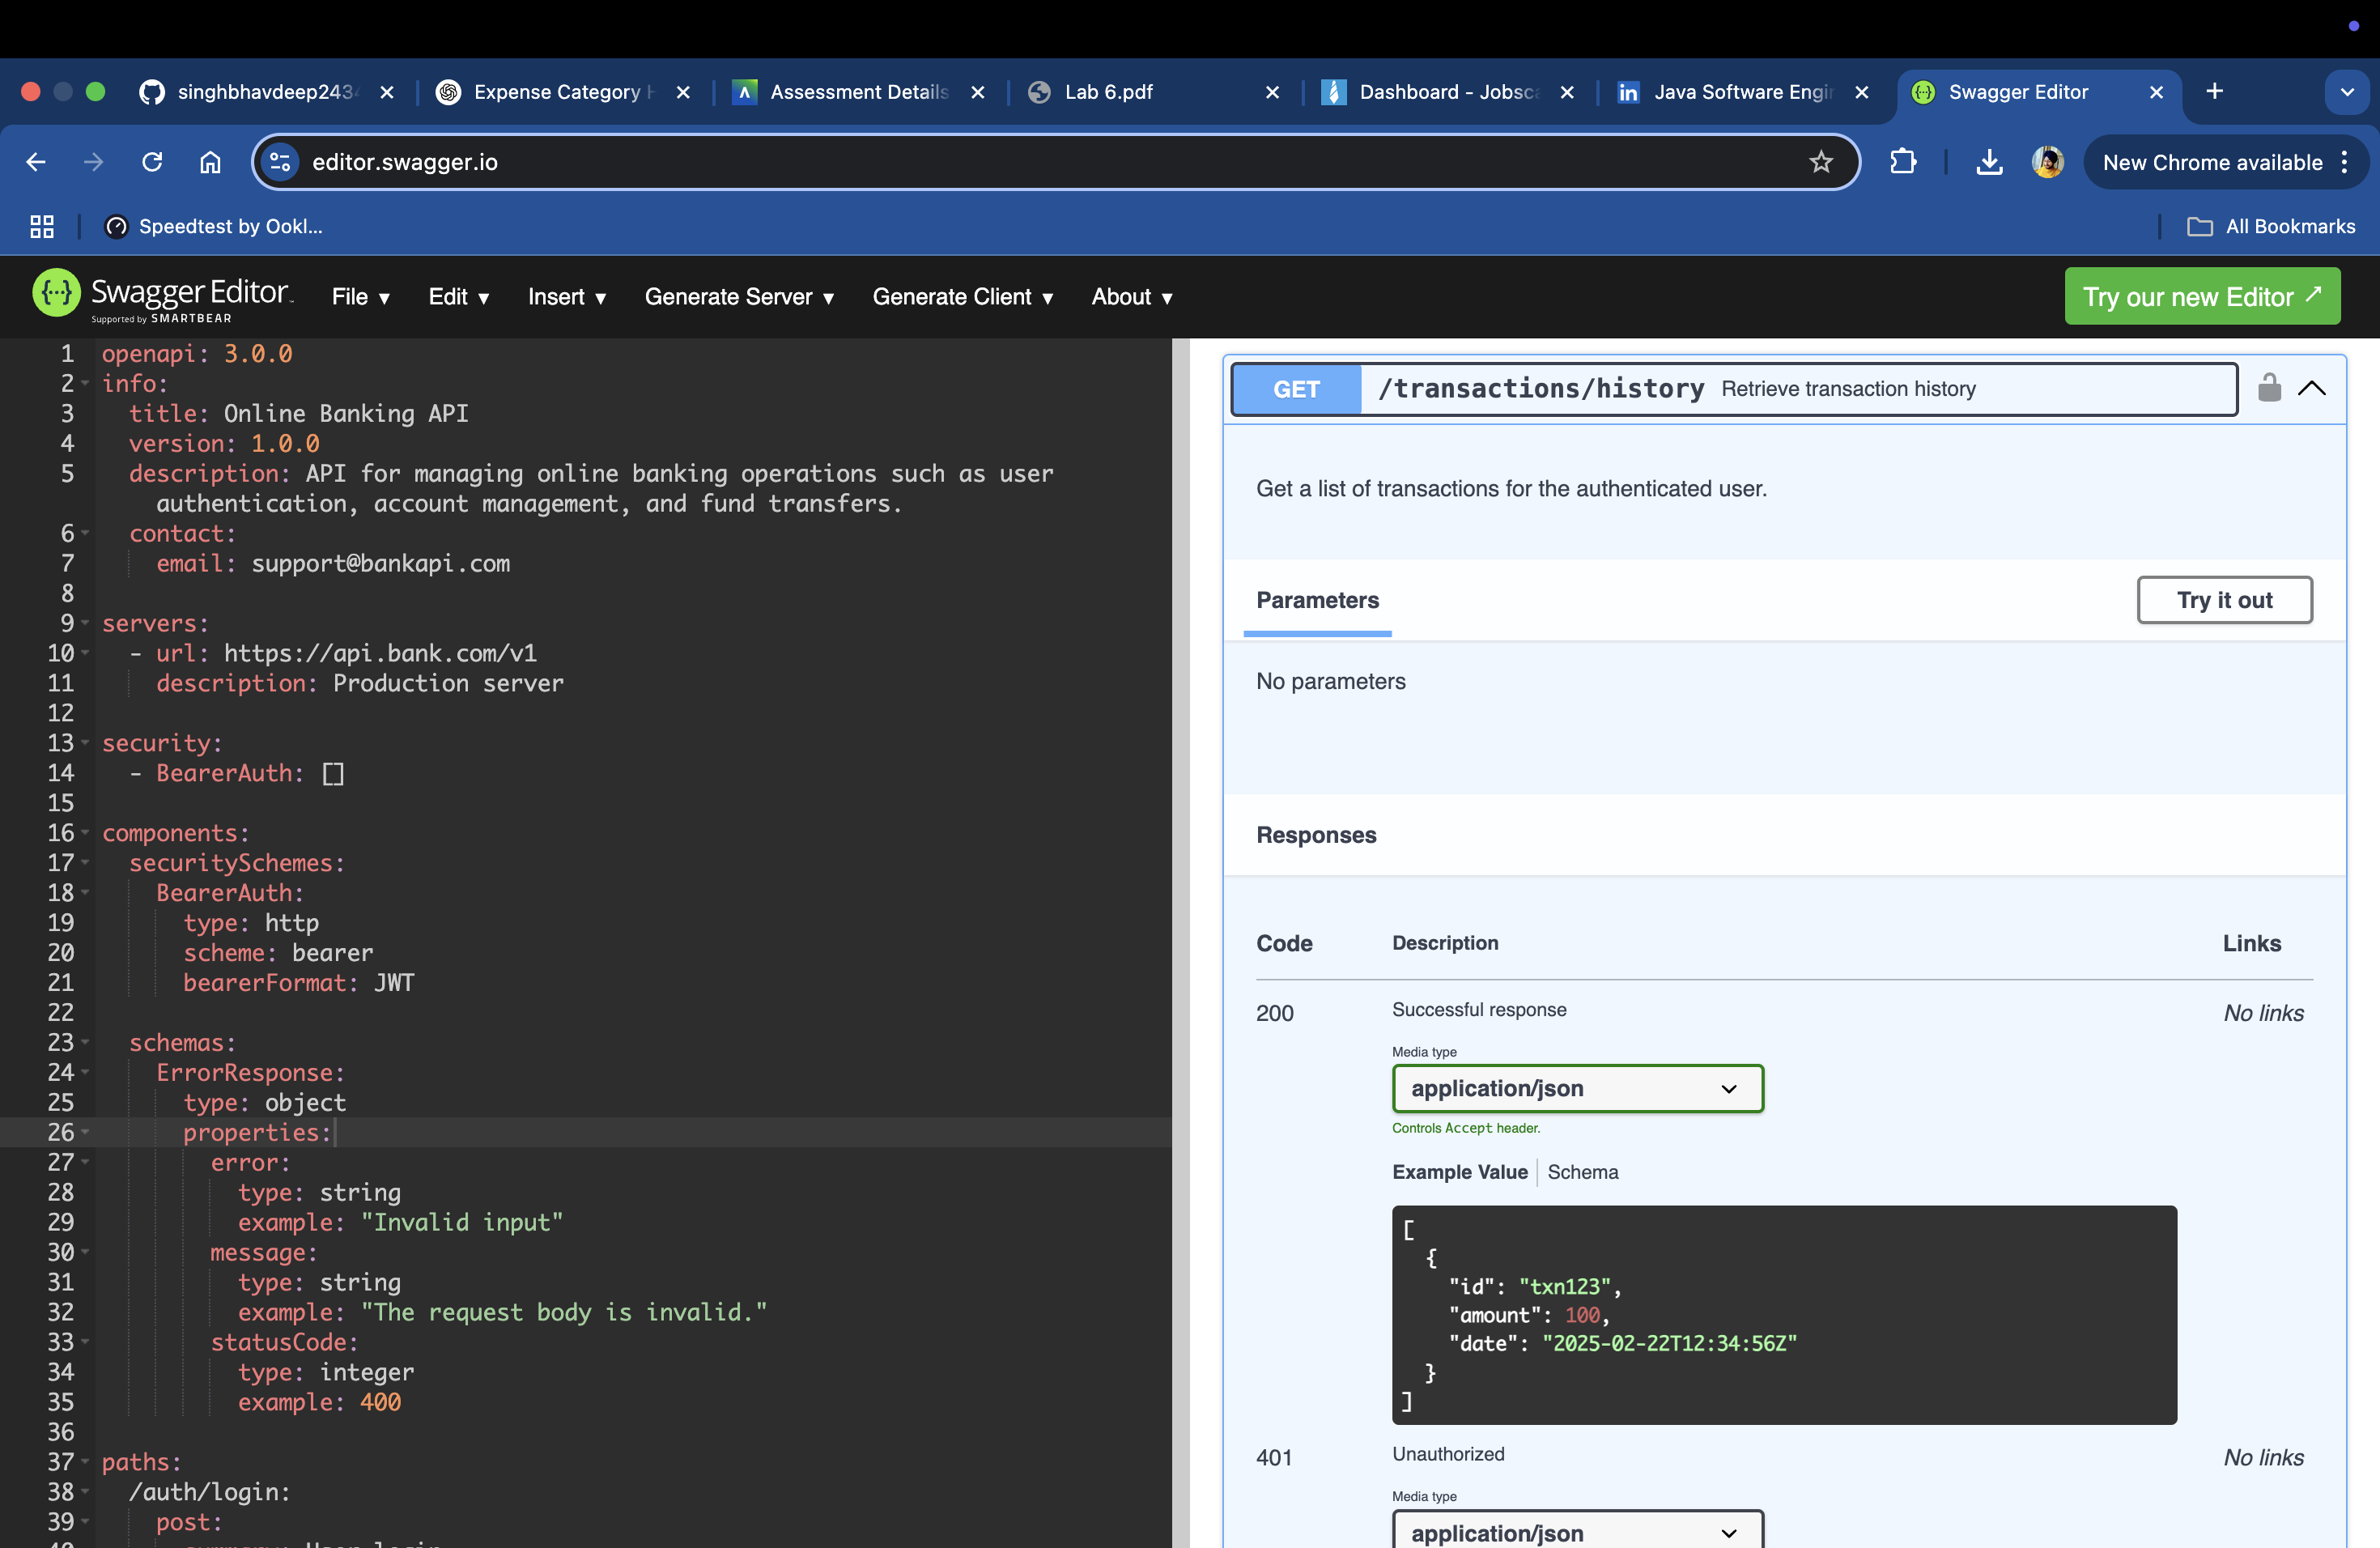 singhbhavdeep243
Expense Category
Assessment Details
Lab 6.pdf
Dashboard - Jobsc
Java Software Engin
Swagger Editor
editor.swagger.io
New Chrome available
Speedtest by Ookl...
All Bookmarks
Swagger Editor
Supported by SMARTBEAR
File ▾
Edit ▾
Insert ▾
Generate Server ▾
Generate Client ▾
About ▾
Try our new Editor
1 openapi: 3.0.0
2 info:
3 title: Online Banking API
4 version: 1.0.0
5 description: API for managing online banking operations such as user
authentication, account management, and fund transfers.
6 contact:
7 email: support@bankapi.com
8
9 servers:
10 - url: https://api.bank.com/v1
11 description: Production server
12
13 security:
14 - BearerAuth: []
15
16 components:
17 securitySchemes:
18 BearerAuth:
19 type: http
20 scheme: bearer
21 bearerFormat: JWT
22
23 schemas:
24 ErrorResponse:
25 type: object
26 properties:
27 error:
28 type: string
29 example: "Invalid input"
30 message:
31 type: string
32 example: "The request body is invalid."
33 statusCode:
34 type: integer
35 example: 400
36
37 paths:
38 /auth/login:
39 post:
GET /transactions/history Retrieve transaction history
Get a list of transactions for the authenticated user.
Parameters
Try it out
No parameters
Responses
Code Description Links
200 Successful response No links
Media type
application/json
Controls Accept header.
Example Value Schema
[
{
"id": "txn123",
"amount": 100,
"date": "2025-02-22T12:34:56Z"
}
]
401 Unauthorized No links
Media type
application/json